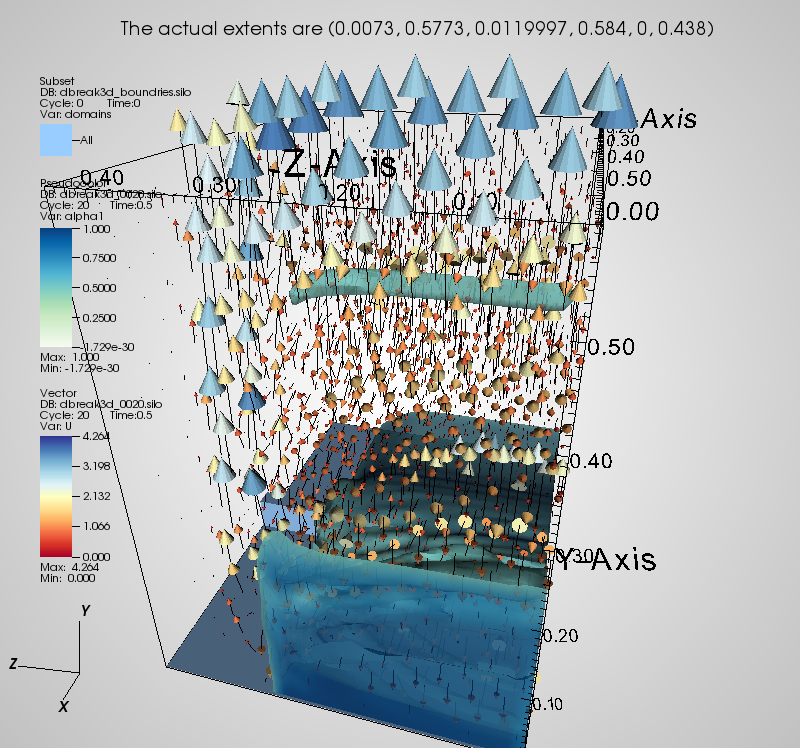 The actual extents are (0.0073, 0.5773, 0.0119997, 0.584, 0, 0.438)
Subset
DB: dbreak3d_boundries.silo
Cycle: 0 Time:0
Var: domains
All
Pseudocolor
DB: dbreak3d_0020.silo
Cycle: 20 Time:0.5
Var: alpha1
1.000
0.7500
0.5000
0.2500
-1.729e-30
Max: 1.000
Min: -1.729e-30
Vector
DB: dbreak3d_0020.silo
Cycle: 20 Time:0.5
Var: U
4.264
3.198
2.132
1.066
0.000
Max: 4.264
Min: 0.000
Axis
0.30
0.40
0.50
0.00
-Z-Axis
0.40
0.30
0.20
0.50
0.40
0.30
Y-Axis
0.20
0.10
Y
Z
X